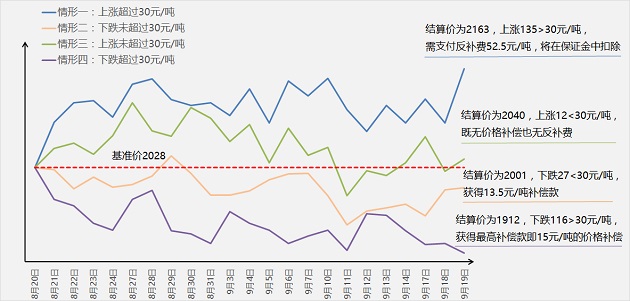 情形一：上涨超过30元/吨
情形二：下跌未超过30元/吨
情形三：上涨未超过30元/吨
情形四：下跌超过30元/吨
结算价为2163，上涨135>30元/吨，
需支付反补费52.5元/吨，将在保证金中扣除
结算价为2040，上涨12<30元/吨，
既无价格补偿也无反补费
基准价2028
结算价为2001，下跌27<30元/吨，
获得13.5元/吨补偿款
结算价为1912，下跌116>30元/吨，
获得最高补偿款即15元/吨的价格补偿
8月20日
8月21日
8月22日
8月23日
8月24日
8月27日
8月28日
8月29日
8月30日
8月31日
9月3日
9月4日
9月5日
9月6日
9月7日
9月10日
9月11日
9月12日
9月13日
9月14日
9月17日
9月18日
9月19日